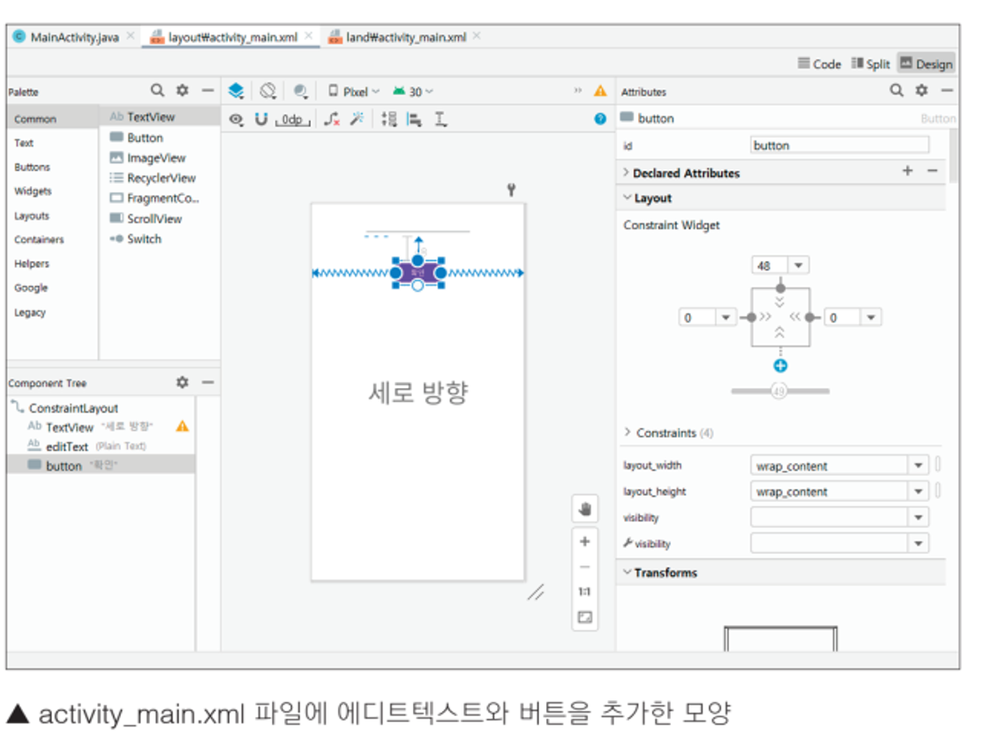 MainActivity.java layout₩activity_main.xml land₩activity_main.xml
Code Split Design
Palette
Pixel 30
Attributes
Common
Text
Buttons
Widgets
Layouts
Containers
Helpers
Google
Legacy
Ab TextView
Button
ImageView
RecyclerView
FragmentCo...
ScrollView
Switch
0dp
button Button
id button
Declared Attributes
Layout
Constraint Widget
48
0 0
49
Constraints (4)
layout_width wrap_content
layout_height wrap_content
visibility
visibility
Transforms
8
확인
세로 방향
1:1
Component Tree
ConstraintLayout
Ab TextView "세로 방향"
Ab editText (Plain Text)
button "확인"
▲ activity_main.xml 파일에 에디트텍스트와 버튼을 추가한 모양